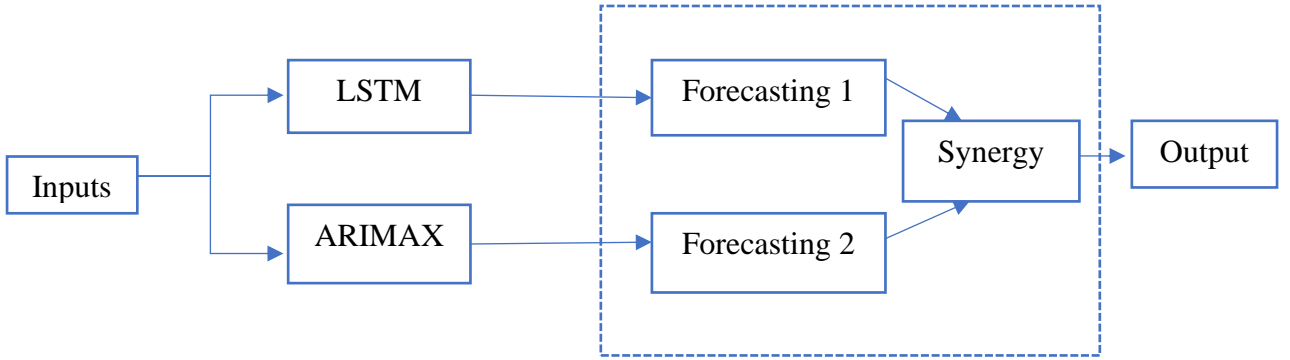 LSTM
Forecasting 1
Synergy
Output
Inputs
ARIMAX
Forecasting 2